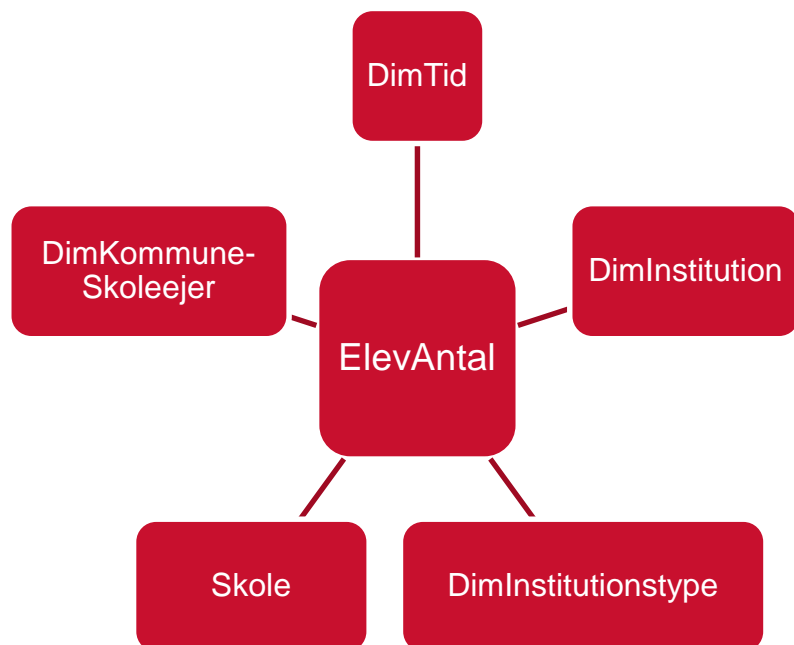 DimTid
DimKommune-
Skoleejer
DimInstitution
ElevAntal
Skole
DimInstitutionstype